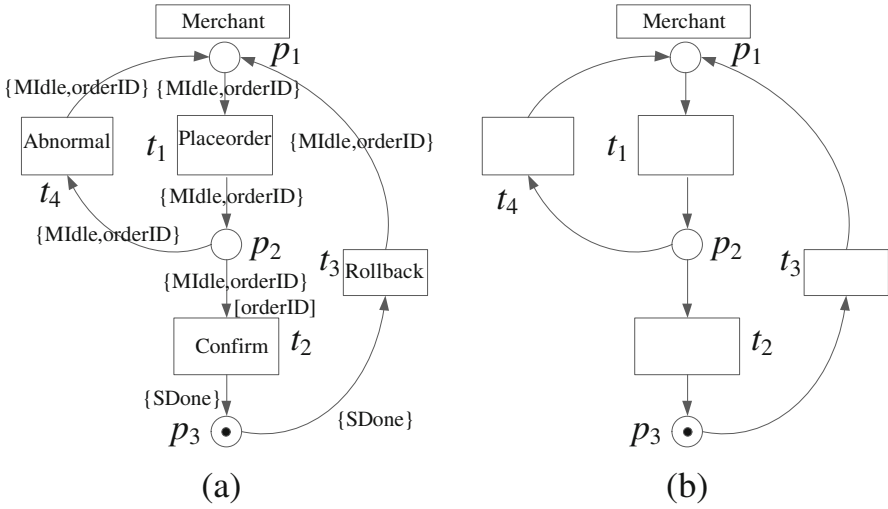 Merchant
p1
{MIdle,orderID}
{MIdle,orderID}
Abnormal
Placeorder
t1
{MIdle,orderID}
t4
{MIdle,orderID}
{MIdle,orderID}
p2
t3
{MIdle,orderID}
Rollback
[orderID]
Confirm
t2
{SDone}
{SDone}
p3
(a)
Merchant
p1
t1
t4
p2
t3
t2
p3
(b)